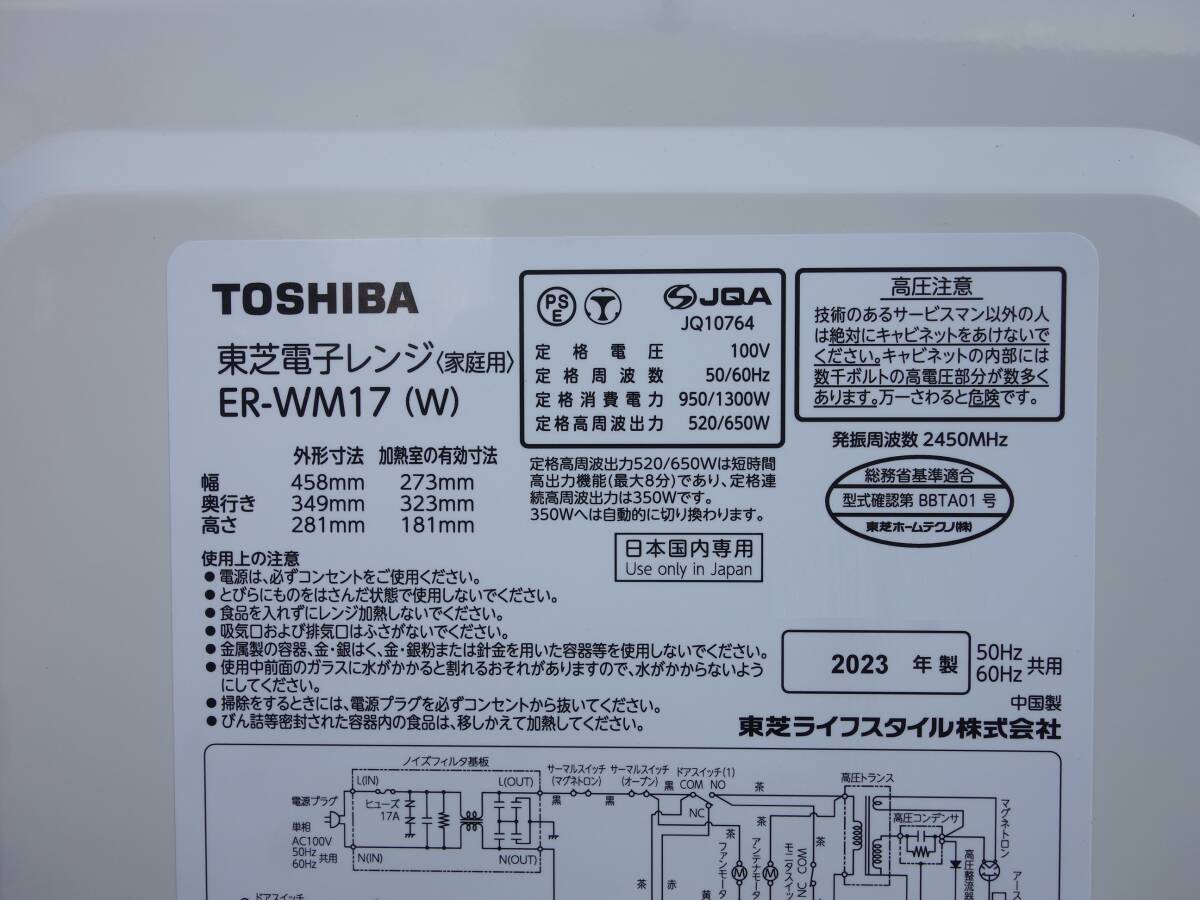 TOSHIBA
東芝電子レンジ〈家庭用〉
ER-WM17 (W)
外形寸法 加熱室の有効寸法
幅 458mm 273mm
奥行き 349mm 323mm
高さ 281mm 181mm
PS
E
JQA
JQ10764
定格電圧 100V
定格周波数 50/60Hz
定格消費電力 950/1300W
定格高周波出力 520/650W
定格高周波出力520/650Wは短時間
高出力機能(最大8分)であり、定格連
続高周波出力は350Wです。
350Wへは自動的に切り換わります。
日本国内専用
Use only in Japan
高圧注意
技術のあるサービスマン以外の人
は絶対にキャビネットをあけないで
ください。キャビネットの内部には
数千ボルトの高電圧部分が数多く
あります。万一さわると危険です。
発振周波数 2450MHz
総務省基準適合
型式確認第 BBTA01 号
東芝ホームテクノ(株)
使用上の注意
● 電源は、必ずコンセントをご使用ください。
● とびらにものをはさんだ状態で使用しないでください。
● 食品を入れずにレンジ加熱しないでください。
● 吸気口および排気口はふさがないでください。
● 金属製の容器、金・銀はく、金・銀粉または針金を用いた容器等を使用しないでください。
● 使用中前面のガラスに水がかかると割れるおそれがありますので、水がかからないよう
にしてください。
● 掃除をするときには、電源プラグを必ずコンセントから抜いてください。
● びん詰等密封された容器内の食品は、移しかえて加熱してください。
2023 年製
50Hz
60Hz 共用
中国製
東芝ライフスタイル株式会社
ノイズフィルタ基板
L(IN)
L(OUT)
電源プラグ
ヒューズ
17A
単相
AC100V
50Hz
60Hz 共用
N(IN)
N(OUT)
サーマルスイッチ
(マグネトロン)
サーマルスイッチ
(オーブン)
ドアスイッチ(1)
黒
黒
黒
COM NO
NC
茶
茶
茶
茶
茶
赤
黄
ファンモータ
M
アンテナモータ
M
モニタスイッ
NC COM
高圧トランス
高圧コンデンサ
マグネトロン
高圧整流器
アース
ドアスイッチ